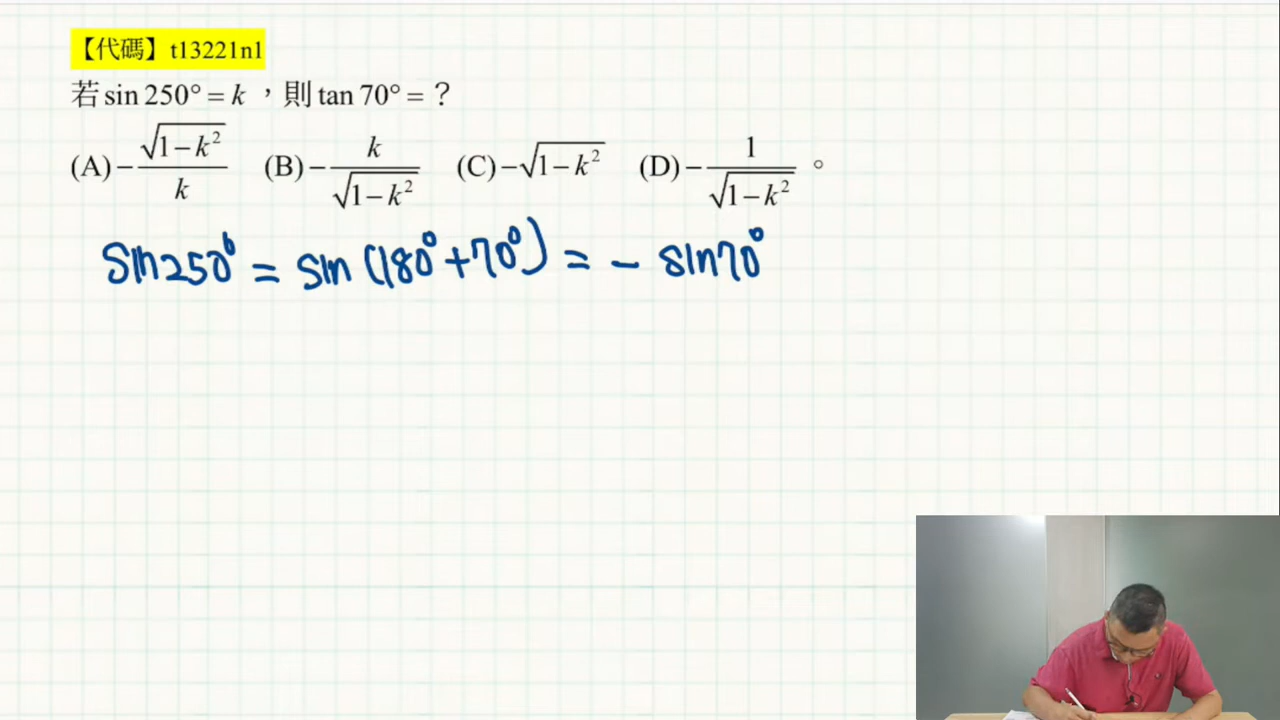 【代碼】t13221n1
若 sin 250° = k ，則 tan 70° = ？
(A) −√(1−k²)/k (B) −k/√(1−k²) (C) −√(1−k²) (D) −1/√(1−k²) 。
sin250° = sin(180°+70°) = − sin70°